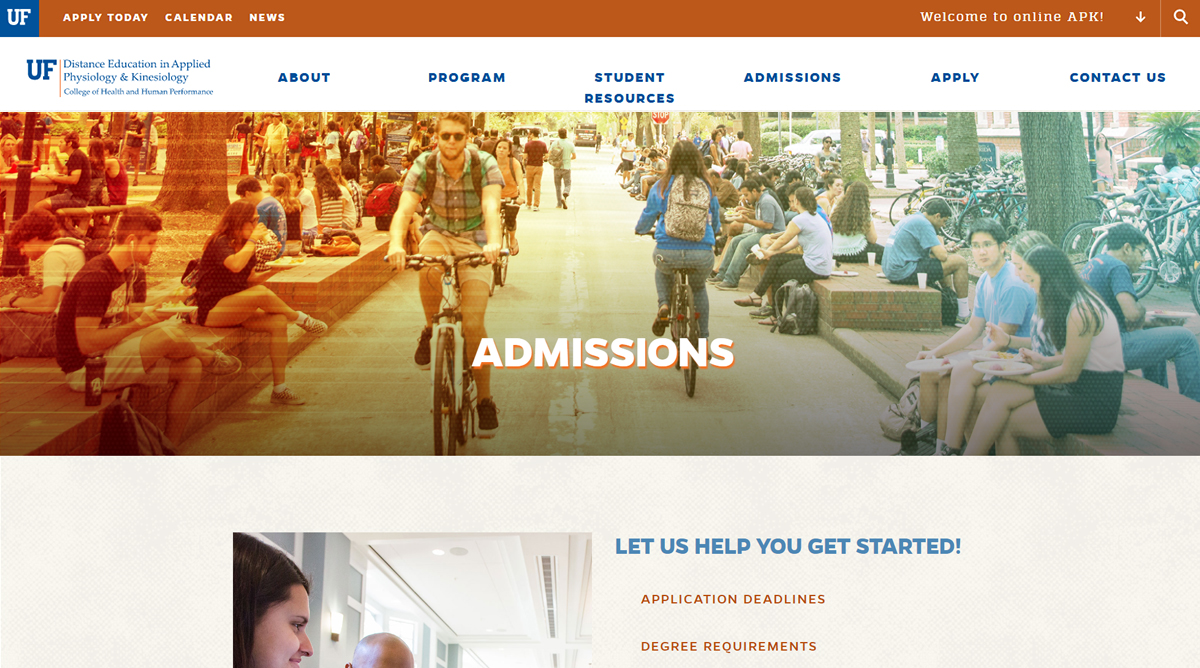 UF
APPLY TODAY CALENDAR NEWS
Welcome to online APK!
UF
Distance Education in Applied
Physiology & Kinesiology
College of Health and Human Performance
ABOUT PROGRAM STUDENT RESOURCES ADMISSIONS APPLY CONTACT US
STOP
ADMISSIONS
LET US HELP YOU GET STARTED!
APPLICATION DEADLINES
DEGREE REQUIREMENTS